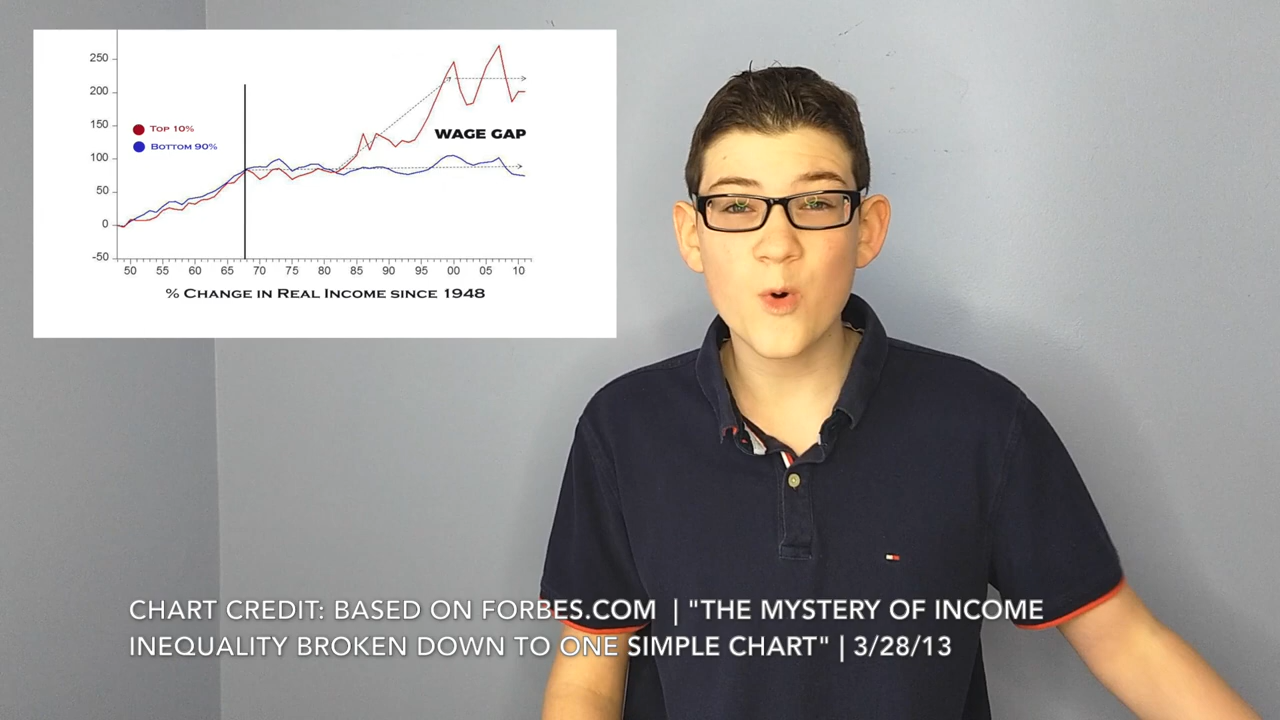 250
200
150
100
50
0
-50
TOP 10%
BOTTOM 90%
WAGE GAP
50 55 60 65 70 75 80 85 90 95 00 05 10
% CHANGE IN REAL INCOME SINCE 1948
CHART CREDIT: BASED ON FORBES.COM | "THE MYSTERY OF INCOME
INEQUALITY BROKEN DOWN TO ONE SIMPLE CHART" | 3/28/13